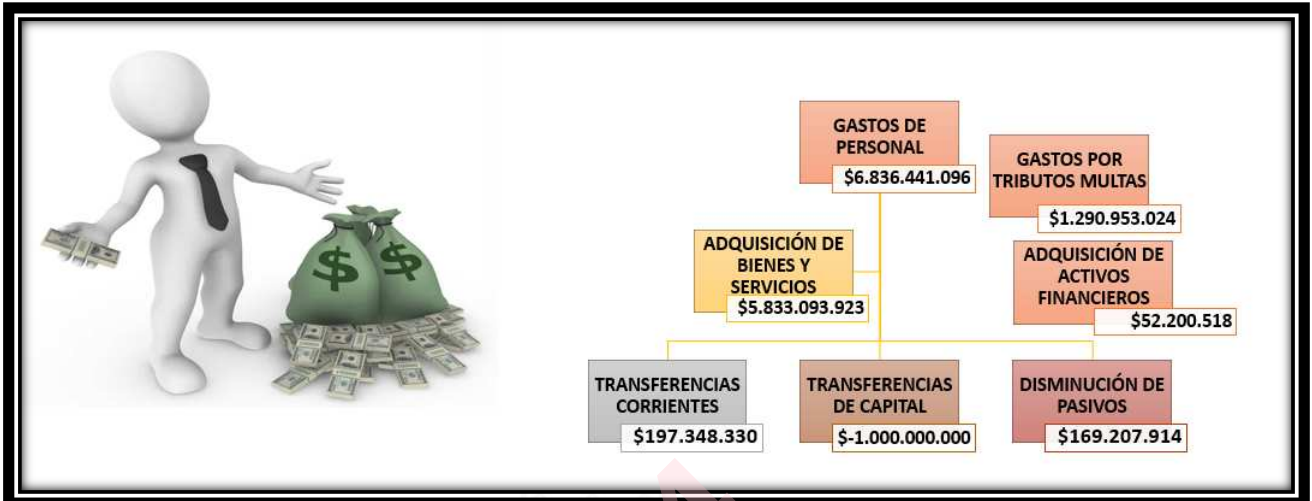 GASTOS DE
PERSONAL
$6.836.441.096
GASTOS POR
TRIBUTOS MULTAS
$1.290.953.024
ADQUISICIÓN DE
BIENES Y
SERVICIOS
$5.833.093.923
ADQUISICIÓN DE
ACTIVOS
FINANCIEROS
$52.200.518
TRANSFERENCIAS
CORRIENTES
$197.348.330
TRANSFERENCIAS
DE CAPITAL
$-1.000.000.000
DISMINUCIÓN DE
PASIVOS
$169.207.914
$
$